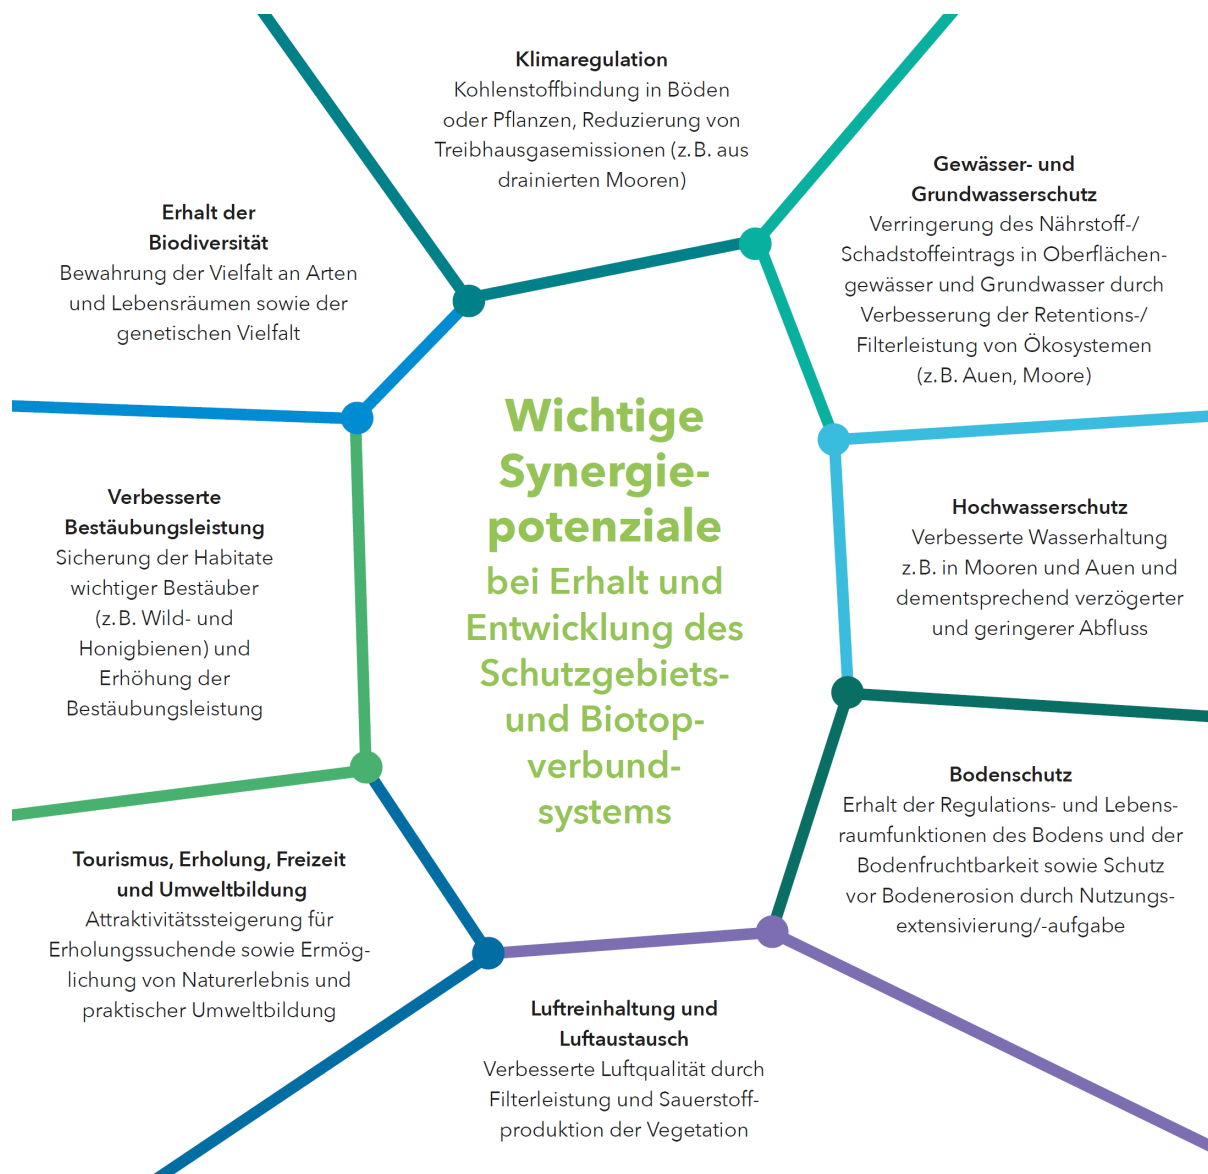 Klimaregulation
Kohlenstoffbindung in Böden
oder Pflanzen, Reduzierung von
Treibhausgasemissionen (z. B. aus
drainierten Mooren)
Gewässer- und
Grundwasserschutz
Verringerung des Nährstoff-/
Schadstoffeintrags in Oberflächen-
gewässer und Grundwasser durch
Verbesserung der Retentions-/
Filterleistung von Ökosystemen
(z. B. Auen, Moore)
Hochwasserschutz
Verbesserte Wasserhaltung
z. B. in Mooren und Auen und
dementsprechend verzögerter
und geringerer Abfluss
Bodenschutz
Erhalt der Regulations- und Lebens-
raumfunktionen des Bodens und der
Bodenfruchtbarkeit sowie Schutz
vor Bodenerosion durch Nutzungs-
extensivierung/-aufgabe
Luftreinhaltung und
Luftaustausch
Verbesserte Luftqualität durch
Filterleistung und Sauerstoff-
produktion der Vegetation
Tourismus, Erholung, Freizeit
und Umweltbildung
Attraktivitätssteigerung für
Erholungssuchende sowie Ermög-
lichung von Naturerlebnis und
praktischer Umweltbildung
Verbesserte
Bestäubungsleistung
Sicherung der Habitate
wichtiger Bestäuber
(z. B. Wild- und
Honigbienen) und
Erhöhung der
Bestäubungsleistung
Erhalt der
Biodiversität
Bewahrung der Vielfalt an Arten
und Lebensräumen sowie der
genetischen Vielfalt
Wichtige
Synergie-
potenziale
bei Erhalt und
Entwicklung des
Schutzgebiets-
und Biotop-
verbund-
systems